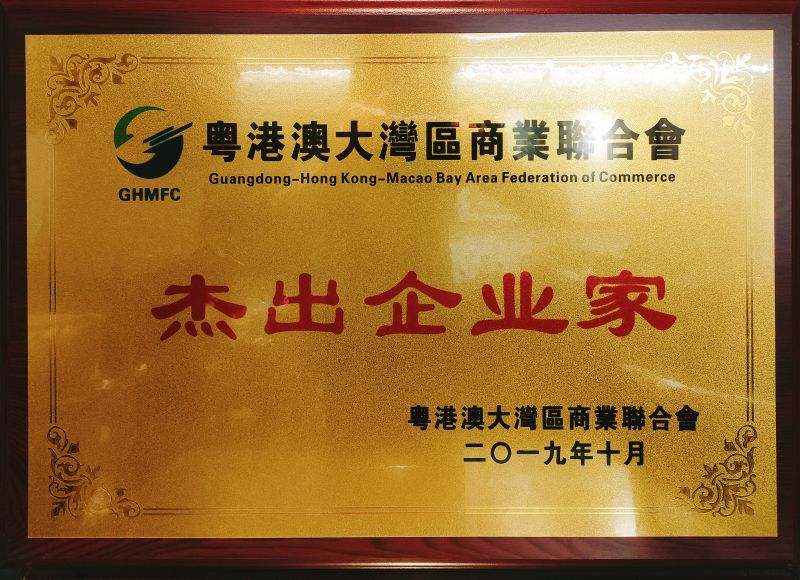 粤港澳大灣區商業聯合會
Guangdong-Hong Kong-Macao Bay Area Federation of Commerce
GHMFC
杰出企业家
粤港澳大灣區商業聯合會
二〇一九年十月